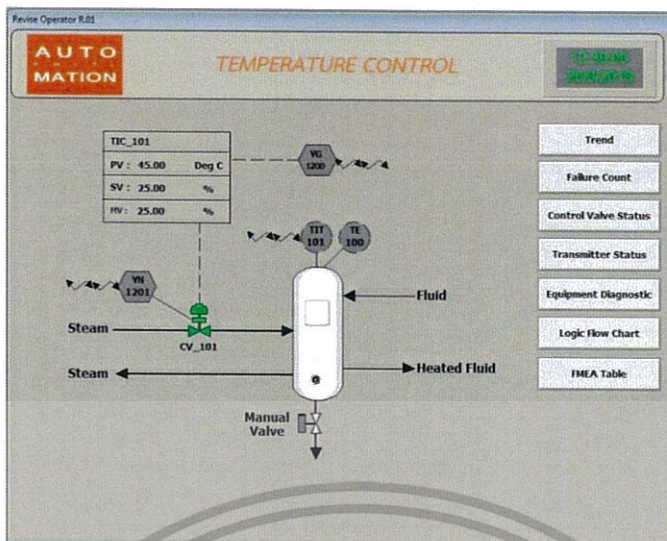 Revise Operator R.01
AUTO
MATION
TEMPERATURE CONTROL
TIC_101
PV : 45.00 Deg C
SV : 25.00 %
MV : 25.00 %
YG
1200
TIT
101
TE
100
YN
1201
Steam
CV_101
Fluid
Steam
Heated Fluid
Manual
Valve
Trend
Failure Count
Control Valve Status
Transmitter Status
Equipment Diagnostic
Logic Flow Chart
FMEA Table